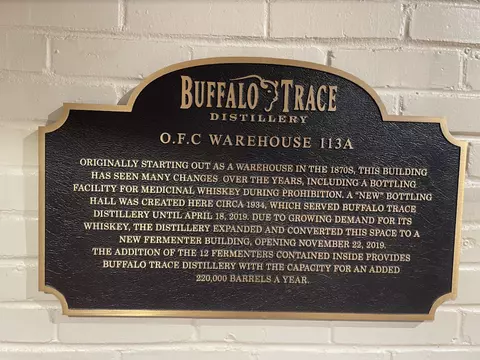 BUFFALO TRACE
DISTILLERY
O.F.C WAREHOUSE 113A
ORIGINALLY STARTING OUT AS A WAREHOUSE IN THE 1870S, THIS BUILDING
HAS SEEN MANY CHANGES OVER THE YEARS, INCLUDING A BOTTLING
FACILITY FOR MEDICINAL WHISKEY DURING PROHIBITION. A "NEW" BOTTLING
HALL WAS CREATED HERE CIRCA 1934, WHICH SERVED BUFFALO TRACE
DISTILLERY UNTIL APRIL 18, 2019. DUE TO GROWING DEMAND FOR ITS
WHISKEY, THE DISTILLERY EXPANDED AND CONVERTED THIS SPACE TO A
NEW FERMENTER BUILDING, OPENING NOVEMBER 22, 2019.
THE ADDITION OF THE 12 FERMENTERS CONTAINED INSIDE PROVIDES
BUFFALO TRACE DISTILLERY WITH THE CAPACITY FOR AN ADDED
220,000 BARRELS A YEAR.